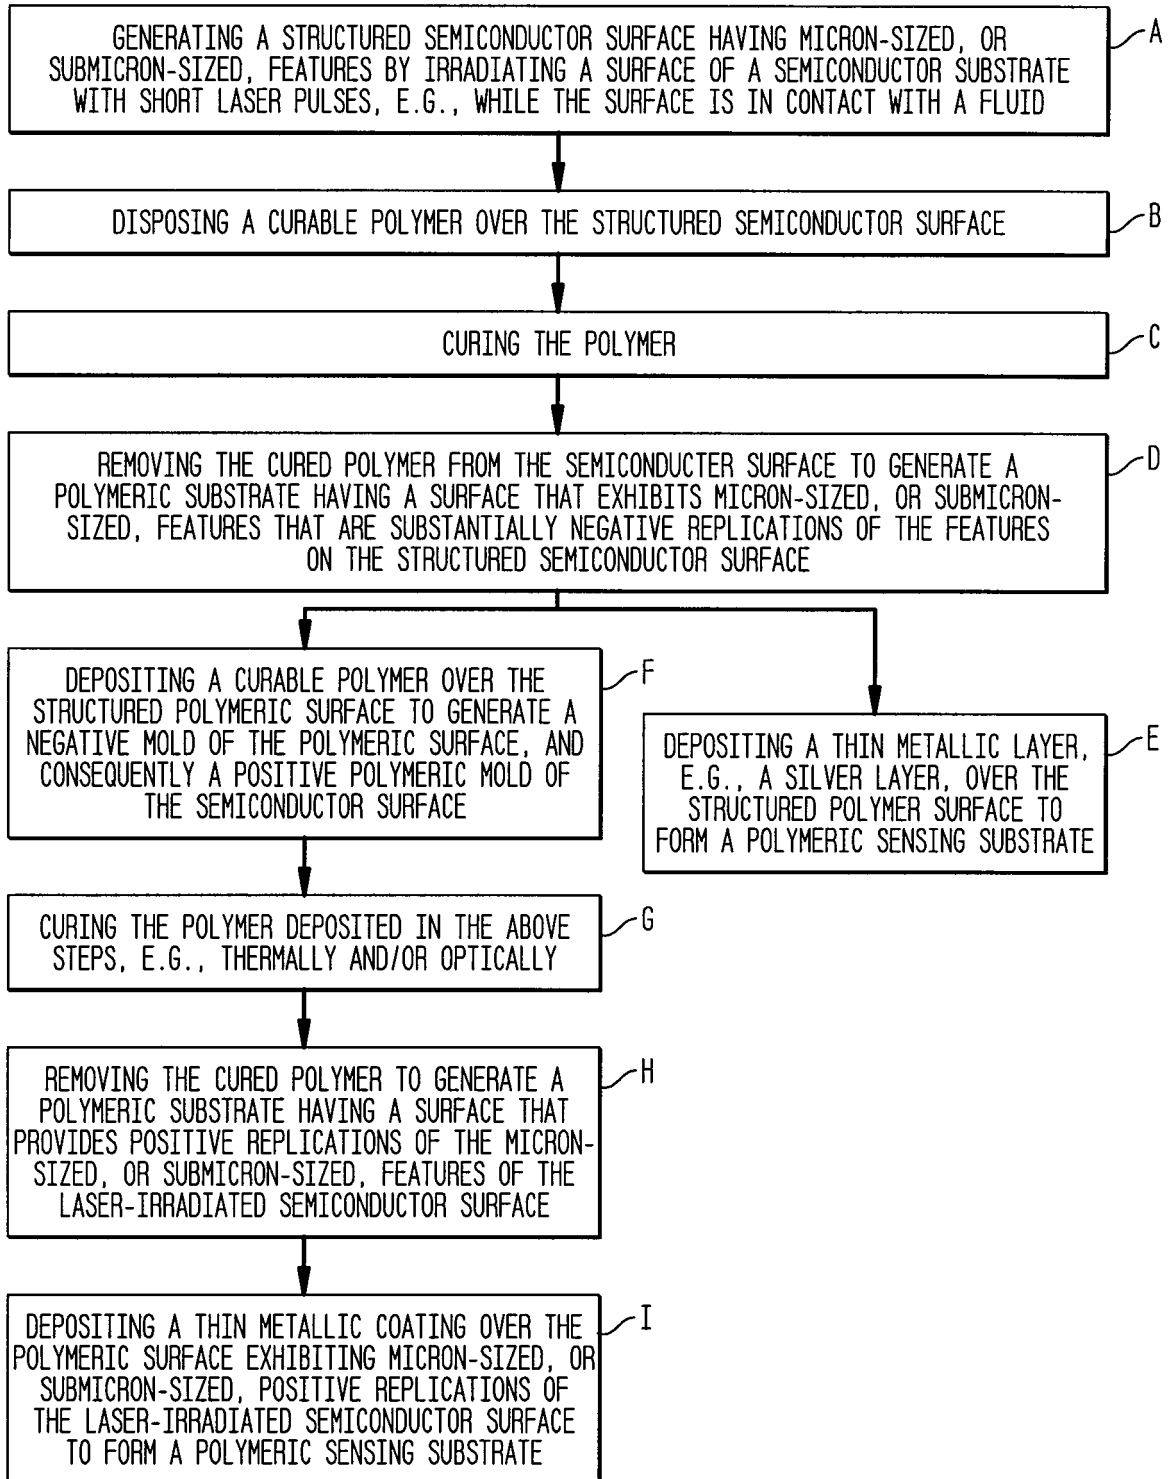 GENERATING A STRUCTURED SEMICONDUCTOR SURFACE HAVING MICRON-SIZED, OR
SUBMICRON-SIZED, FEATURES BY IRRADIATING A SURFACE OF A SEMICONDUCTOR SUBSTRATE
WITH SHORT LASER PULSES, E.G., WHILE THE SURFACE IS IN CONTACT WITH A FLUID
A
DISPOSING A CURABLE POLYMER OVER THE STRUCTURED SEMICONDUCTOR SURFACE
B
CURING THE POLYMER
C
REMOVING THE CURED POLYMER FROM THE SEMICONDUCTER SURFACE TO GENERATE A
POLYMERIC SUBSTRATE HAVING A SURFACE THAT EXHIBITS MICRON-SIZED, OR SUBMICRON-
SIZED, FEATURES THAT ARE SUBSTANTIALLY NEGATIVE REPLICATIONS OF THE FEATURES
ON THE STRUCTURED SEMICONDUCTOR SURFACE
D
DEPOSITING A CURABLE POLYMER OVER THE
STRUCTURED POLYMERIC SURFACE TO GENERATE A
NEGATIVE MOLD OF THE POLYMERIC SURFACE, AND
CONSEQUENTLY A POSITIVE POLYMERIC MOLD OF
THE SEMICONDUCTOR SURFACE
F
DEPOSITING A THIN METALLIC LAYER,
E.G., A SILVER LAYER, OVER THE
STRUCTURED POLYMER SURFACE TO
FORM A POLYMERIC SENSING SUBSTRATE
E
CURING THE POLYMER DEPOSITED IN THE ABOVE
STEPS, E.G., THERMALLY AND/OR OPTICALLY
G
REMOVING THE CURED POLYMER TO GENERATE A
POLYMERIC SUBSTRATE HAVING A SURFACE THAT
PROVIDES POSITIVE REPLICATIONS OF THE MICRON-
SIZED, OR SUBMICRON-SIZED, FEATURES OF THE
LASER-IRRADIATED SEMICONDUCTOR SURFACE
H
DEPOSITING A THIN METALLIC COATING OVER THE
POLYMERIC SURFACE EXHIBITING MICRON-SIZED, OR
SUBMICRON-SIZED, POSITIVE REPLICATIONS OF
THE LASER-IRRADIATED SEMICONDUCTOR SURFACE
TO FORM A POLYMERIC SENSING SUBSTRATE
I